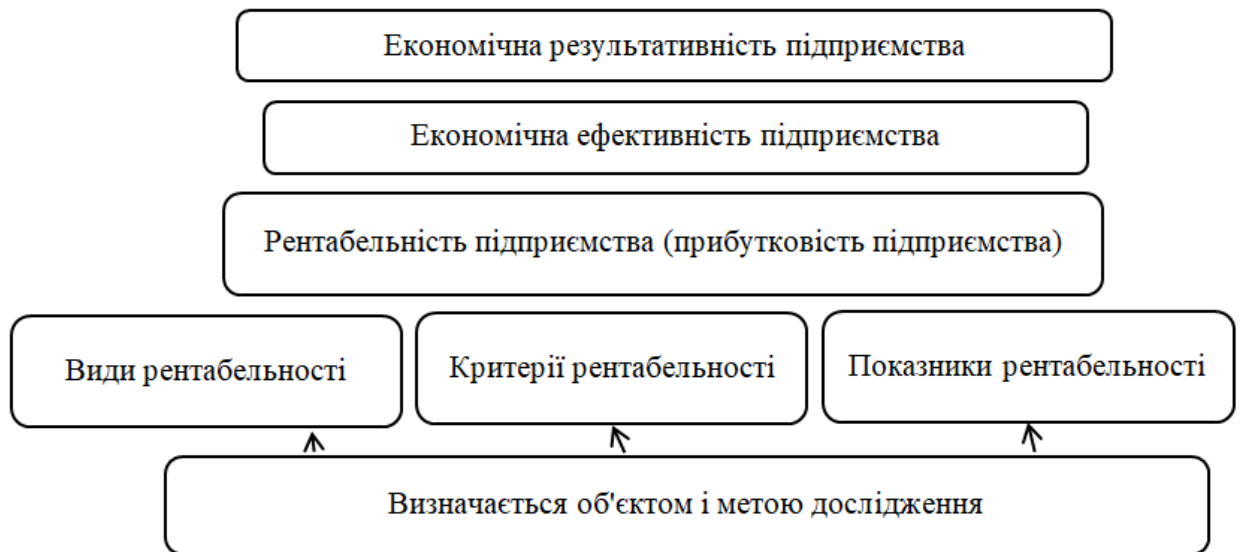 Економічна результативність підприємства
Економічна ефективність підприємства
Рентабельність підприємства (прибутковість підприємства)
Види рентабельності
Критерії рентабельності
Показники рентабельності
Визначається об'єктом і метою дослідження